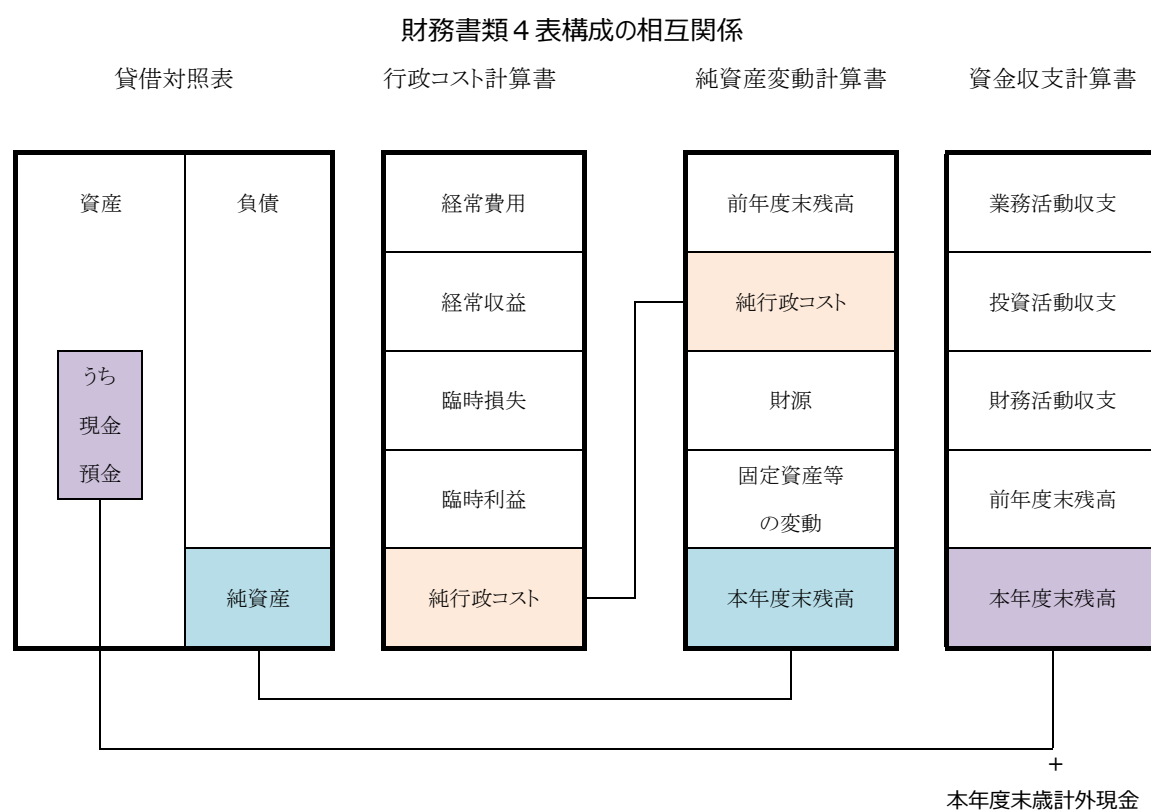 財務書類４表構成の相互関係
貸借対照表
行政コスト計算書
純資産変動計算書
資金収支計算書
資産
負債
うち
現金
預金
純資産
経常費用
経常収益
臨時損失
臨時利益
純行政コスト
前年度末残高
純行政コスト
財源
固定資産等
の変動
本年度末残高
業務活動収支
投資活動収支
財務活動収支
前年度末残高
本年度末残高
＋
本年度末歳計外現金